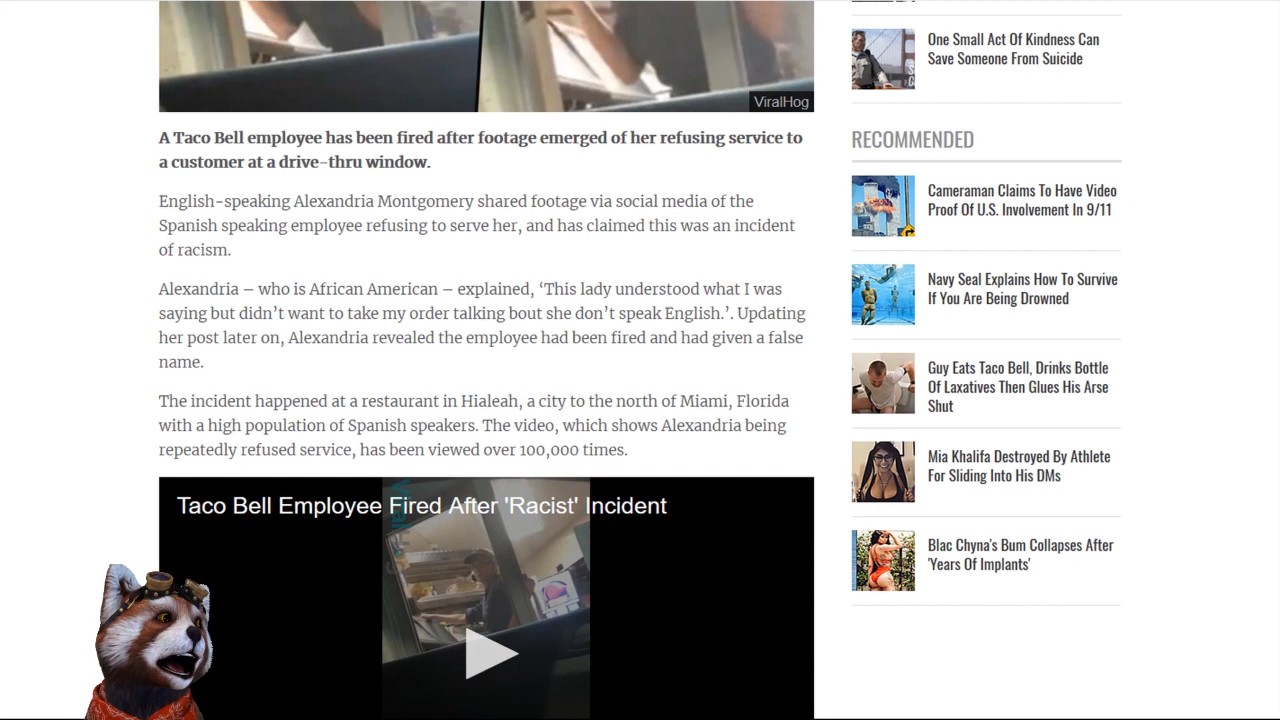 ViralHog
A Taco Bell employee has been fired after footage emerged of her refusing service to
a customer at a drive-thru window.
English-speaking Alexandria Montgomery shared footage via social media of the
Spanish speaking employee refusing to serve her, and has claimed this was an incident
of racism.
Alexandria – who is African American – explained, ‘This lady understood what I was
saying but didn’t want to take my order talking bout she don’t speak English.’. Updating
her post later on, Alexandria revealed the employee had been fired and had given a false
name.
The incident happened at a restaurant in Hialeah, a city to the north of Miami, Florida
with a high population of Spanish speakers. The video, which shows Alexandria being
repeatedly refused service, has been viewed over 100,000 times.
Taco Bell Employee Fired After 'Racist' Incident
One Small Act Of Kindness Can
Save Someone From Suicide
RECOMMENDED
Cameraman Claims To Have Video
Proof Of U.S. Involvement In 9/11
Navy Seal Explains How To Survive
If You Are Being Drowned
Guy Eats Taco Bell, Drinks Bottle
Of Laxatives Then Glues His Arse
Shut
Mia Khalifa Destroyed By Athlete
For Sliding Into His DMs
Blac Chyna's Bum Collapses After
'Years Of Implants'